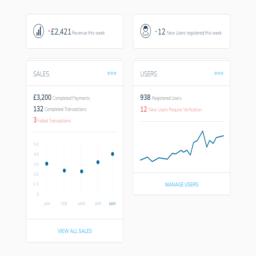 -£2,421 Revenue this week
-12 New Users registered this week
SALES
£3,200 Completed Payments
132 Completed Transactions
3 Failed Transactions
VIEW ALL SALES
USERS
938 Registered Users
12 New Users Require Verification
MANAGE USERS